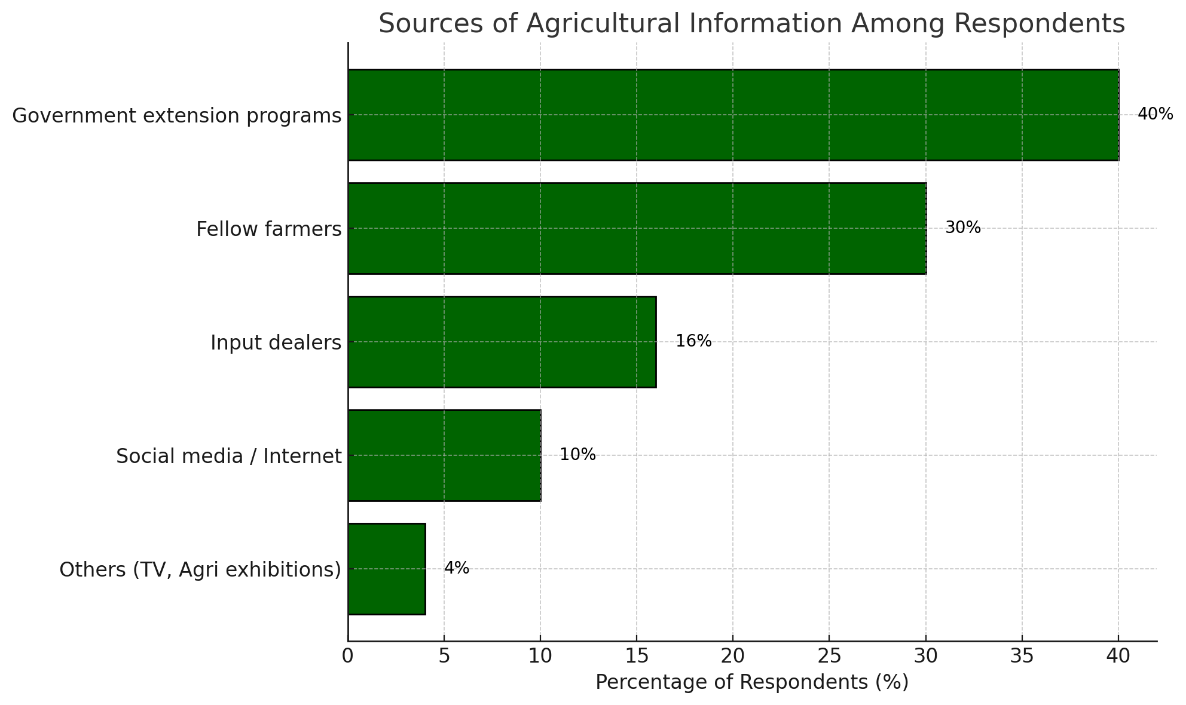 Sources of Agricultural Information Among Respondents
Government extension programs
40%
Fellow farmers
30%
Input dealers
16%
Social media / Internet
10%
Others (TV, Agri exhibitions)
4%
0 5 10 15 20 25 30 35 40
Percentage of Respondents (%)